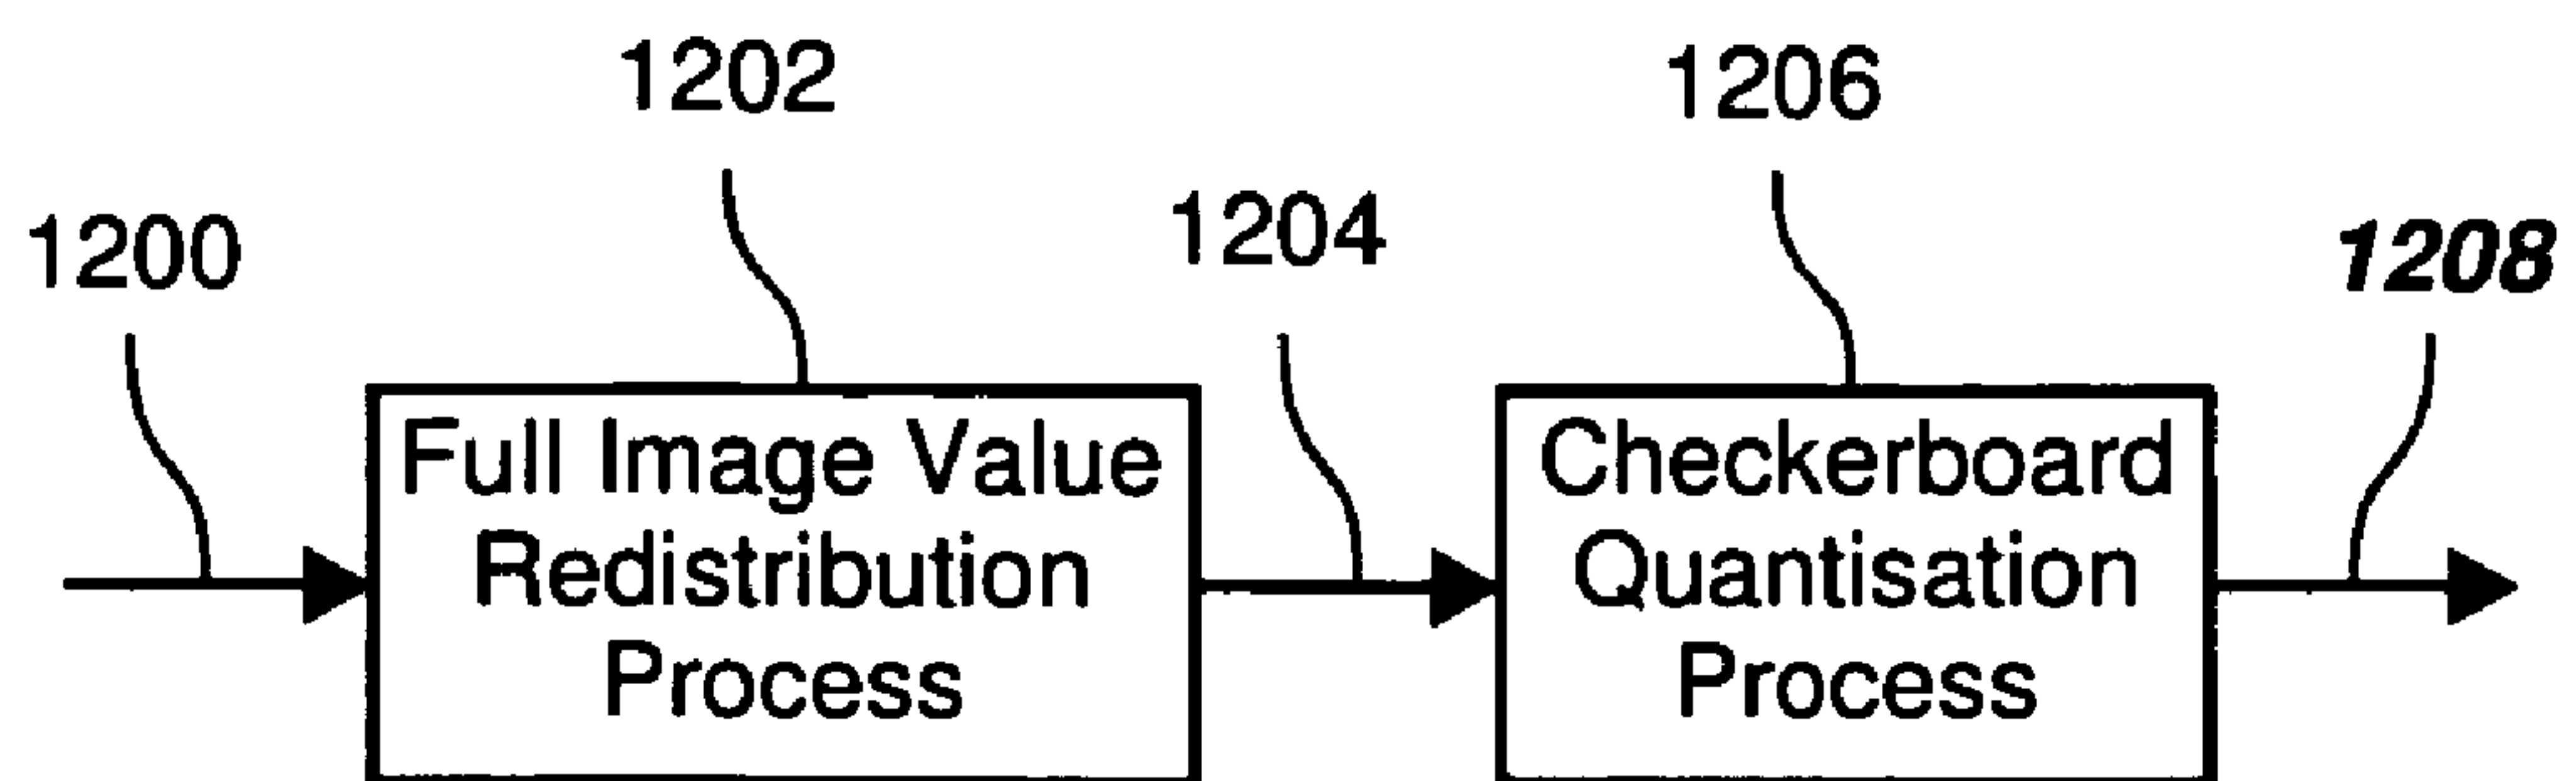 1202
1206
1200
1204
1208
Full Image Value
Redistribution
Process
Checkerboard
Quantisation
Process